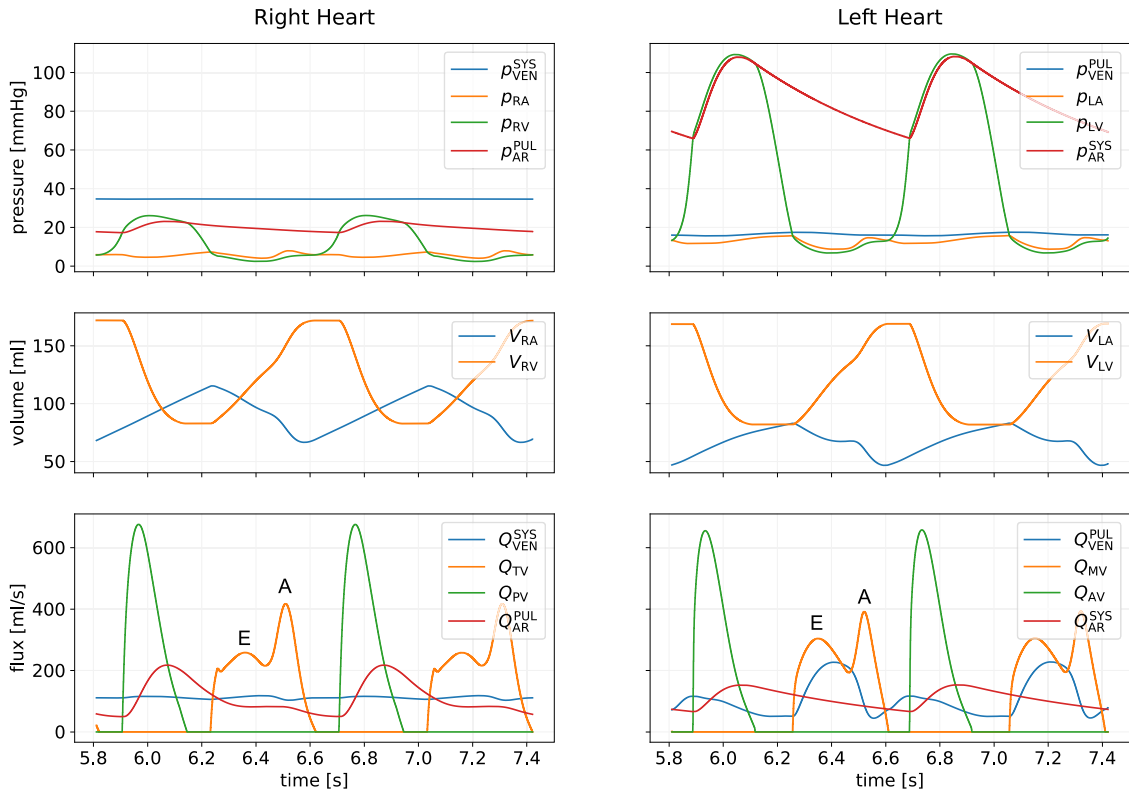 Right Heart
Left Heart
pressure [mmHg]
100
80
60
40
20
0
p_VEN^SYS
p_RA
p_RV
p_AR^PUL
p_VEN^PUL
p_LA
p_LV
p_AR^SYS
volume [ml]
150
100
50
V_RA
V_RV
V_LA
V_LV
flux [ml/s]
600
400
200
0
E
A
Q_VEN^SYS
Q_TV
Q_PV
Q_AR^PUL
E
A
Q_VEN^PUL
Q_MV
Q_AV
Q_AR^SYS
5.8 6.0 6.2 6.4 6.6 6.8 7.0 7.2 7.4
5.8 6.0 6.2 6.4 6.6 6.8 7.0 7.2 7.4
time [s]
time [s]